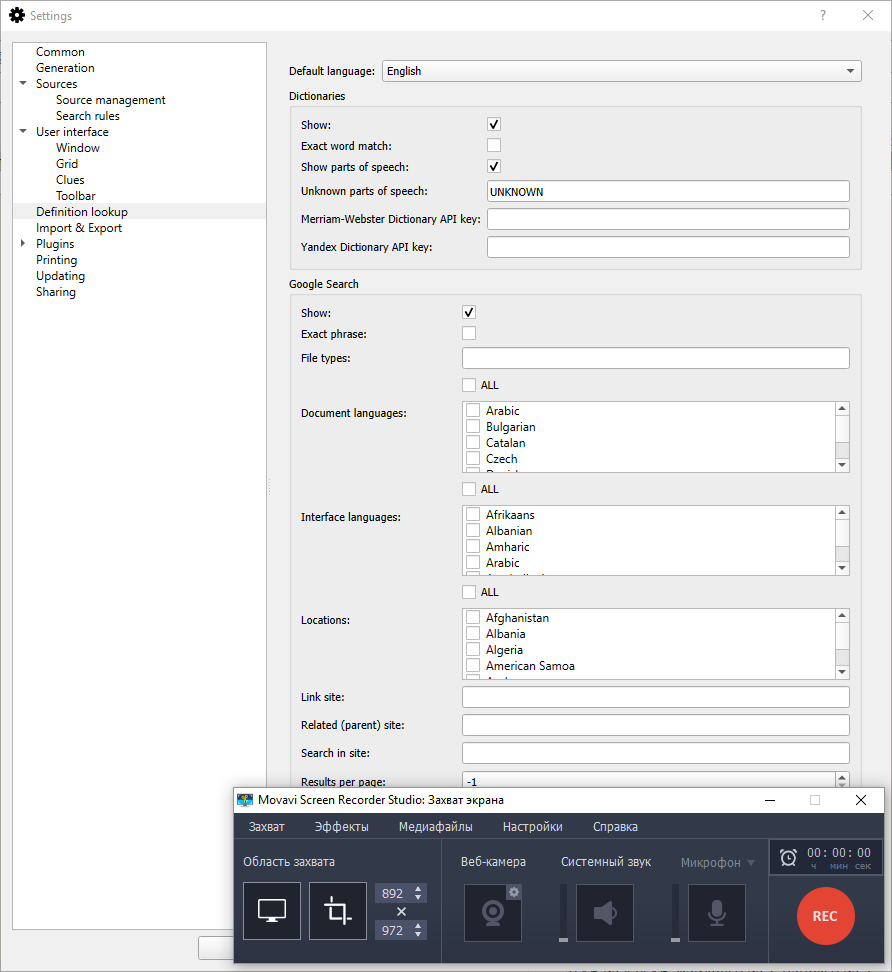 Settings
?
Common
Generation
Sources
Source management
Search rules
User interface
Window
Grid
Clues
Toolbar
Definition lookup
Import & Export
Plugins
Printing
Updating
Sharing
Default language: English
Dictionaries
Show:
Exact word match:
Show parts of speech:
Unknown parts of speech: UNKNOWN
Merriam-Webster Dictionary API key:
Yandex Dictionary API key:
Google Search
Show:
Exact phrase:
File types:
ALL
Document languages:
Arabic
Bulgarian
Catalan
Czech
ALL
Interface languages:
Afrikaans
Albanian
Amharic
Arabic
ALL
Locations:
Afghanistan
Albania
Algeria
American Samoa
Link site:
Related (parent) site:
Search in site:
Results per page: -1
Movavi Screen Recorder Studio: Захват экрана
Захват Эффекты Медиафайлы Настройки Справка
Область захвата
892
972
Веб-камера
Системный звук
Микрофон
00:00:00
ч мин сек
REC